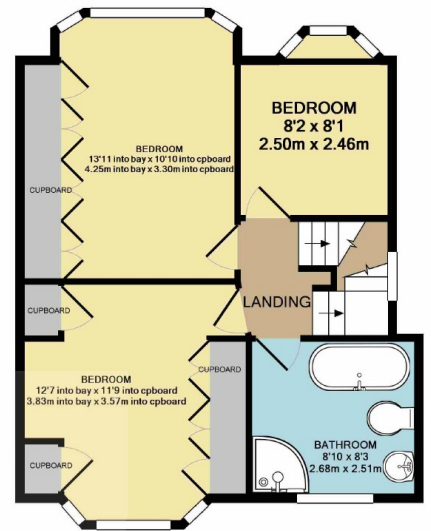 BEDROOM
13'11 into bay x 10'10 into cpboard
4.25m into bay x 3.30m into cpboard
CUPBOARD
BEDROOM
8'2 x 8'1
2.50m x 2.46m
LANDING
CUPBOARD
BEDROOM
12'7 into bay x 11'9 into cpboard
3.83m into bay x 3.57m into cpboard
CUPBOARD
CUPBOARD
BATHROOM
8'10 x 8'3
2.68m x 2.51m